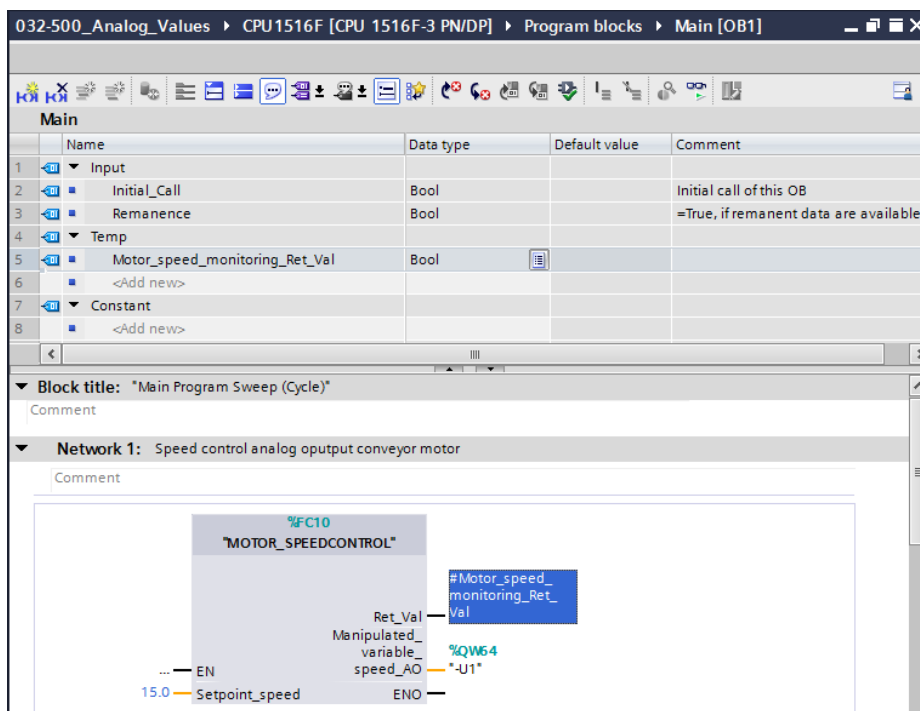 032-500_Analog_Values ▸ CPU1516F [CPU 1516F-3 PN/DP] ▸ Program blocks ▸ Main [OB1]
Main
Name Data type Default value Comment
1 Input
2 Initial_Call Bool Initial call of this OB
3 Remanence Bool =True, if remanent data are available
4 Temp
5 Motor_speed_monitoring_Ret_Val Bool
6 <Add new>
7 Constant
8 <Add new>
Block title: "Main Program Sweep (Cycle)"
Comment
Network 1: Speed control analog oputput conveyor motor
Comment
%FC10
"MOTOR_SPEEDCONTROL"
#Motor_speed_
monitoring_Ret_
Ret_Val Val
Manipulated_
variable_ %QW64
... EN speed_AO "-U1"
15.0 Setpoint_speed ENO